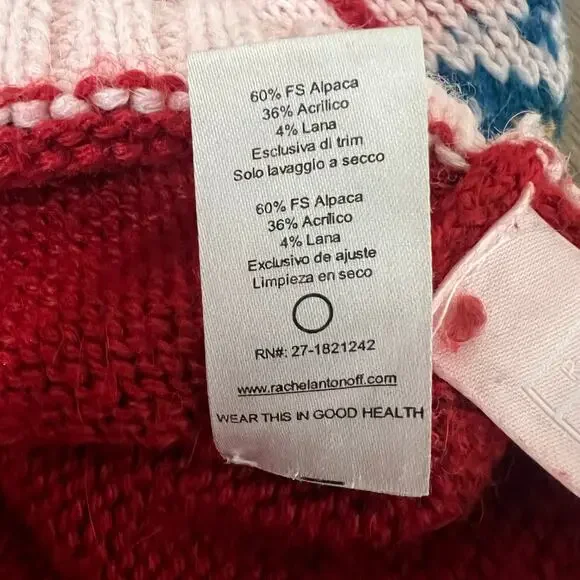 60% FS Alpaca
36% Acrilico
4% Lana
Esclusiva di trim
Solo lavaggio a secco
60% FS Alpaca
36% Acrílico
4% Lana
Exclusivo de ajuste
Limpieza en seco
RN#: 27-1821242
www.rachelantonoff.com
WEAR THIS IN GOOD HEALTH